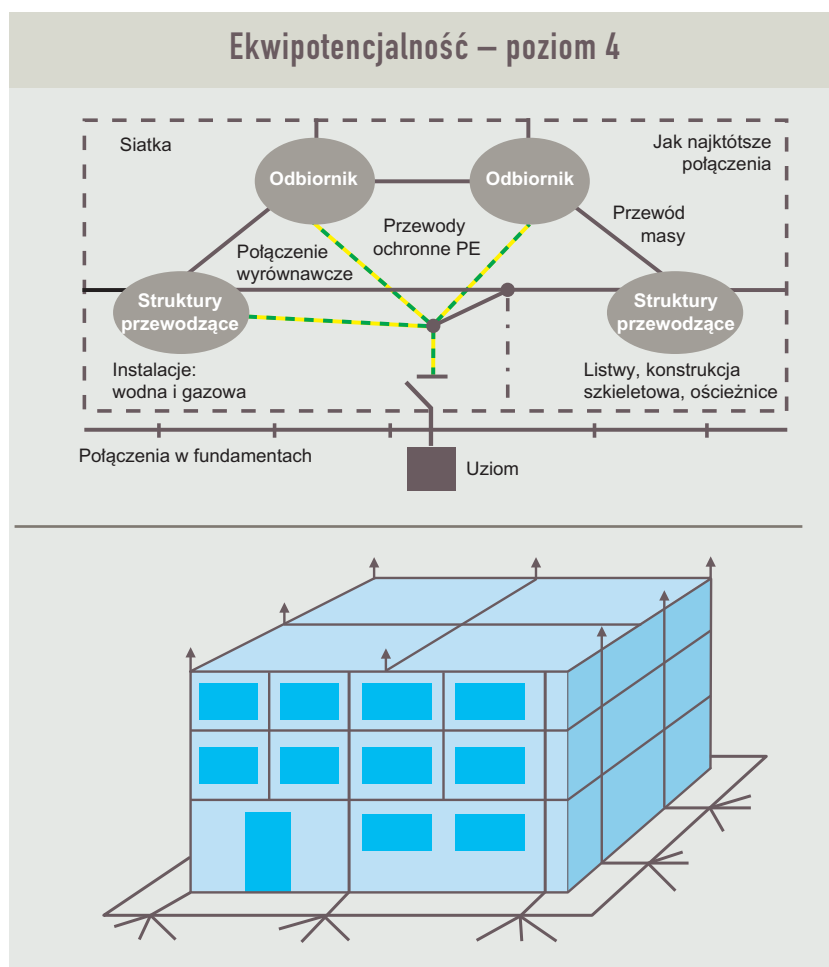 Ekwipotencjalność – poziom 4
Siatka
Jak najktótsze
połączenia
Odbiornik
Odbiornik
Przewody
ochronne PE
Przewód
masy
Połączenie
wyrównawcze
Struktury
przewodzące
Struktury
przewodzące
Instalacje:
wodna i gazowa
Listwy, konstrukcja
szkieletowa, ościeżnice
Połączenia w fundamentach
Uziom